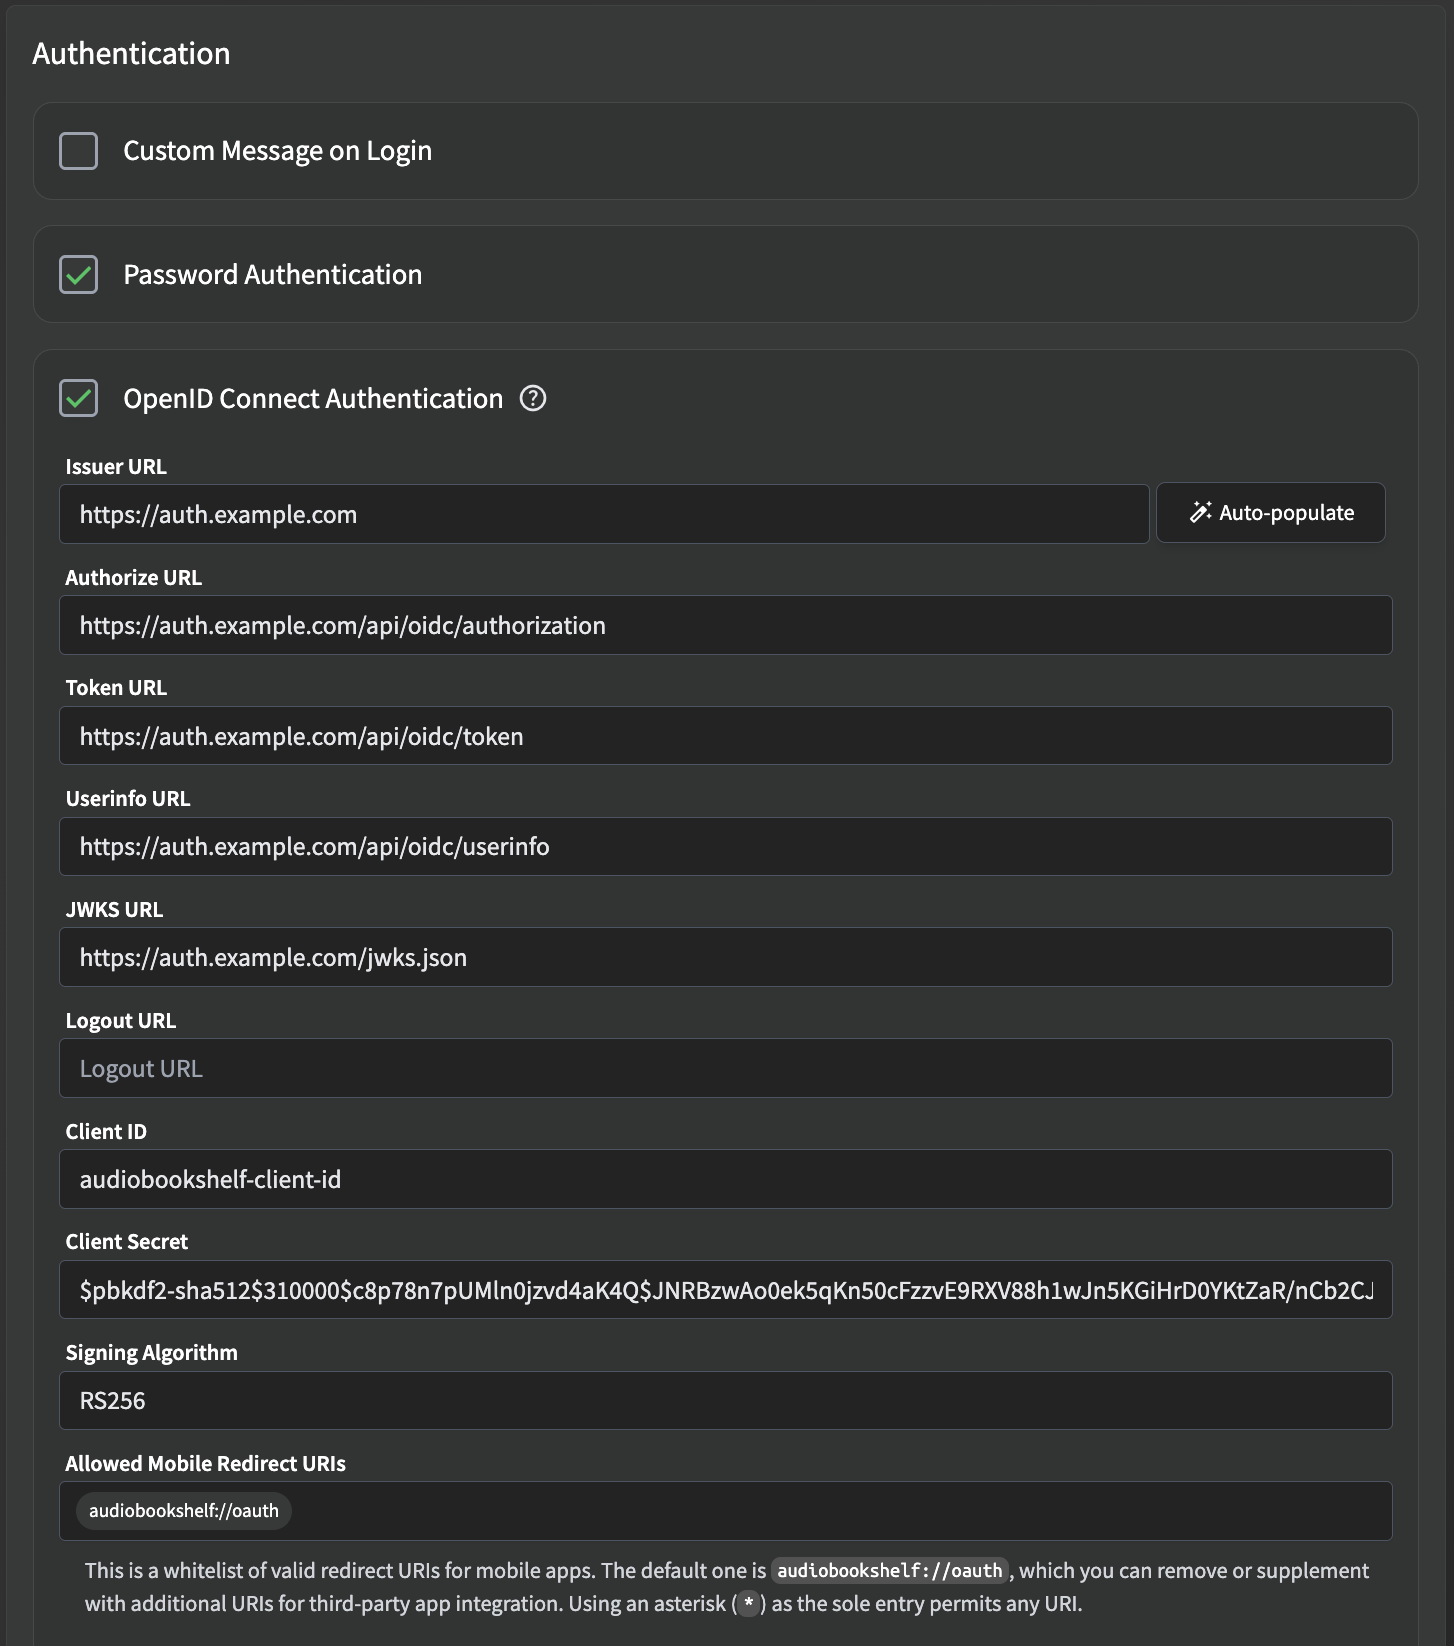 Authentication
Custom Message on Login
Password Authentication
OpenID Connect Authentication
Issuer URL
https://auth.example.com
Auto-populate
Authorize URL
https://auth.example.com/api/oidc/authorization
Token URL
https://auth.example.com/api/oidc/token
Userinfo URL
https://auth.example.com/api/oidc/userinfo
JWKS URL
https://auth.example.com/jwks.json
Logout URL
Logout URL
Client ID
audiobookshelf-client-id
Client Secret
$pbkdf2-sha512$310000$c8p78n7pUMln0jzvd4aK4Q$JNRBzwAo0ek5qKn50cFzzvE9RXV88h1wJn5KGiHrD0YKtZaR/nCb2CJ
Signing Algorithm
RS256
Allowed Mobile Redirect URIs
audiobookshelf://oauth
This is a whitelist of valid redirect URIs for mobile apps. The default one is audiobookshelf://oauth, which you can remove or supplement
with additional URIs for third-party app integration. Using an asterisk (*) as the sole entry permits any URI.